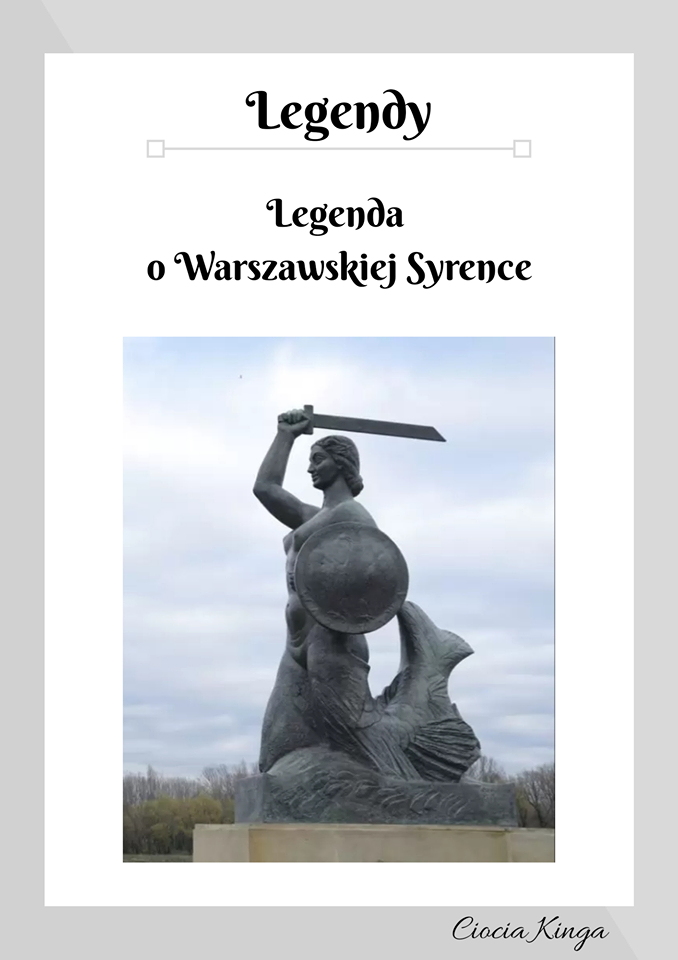 Legendy
Legenda
o Warszawskiej Syrence
Ciocia Kinga